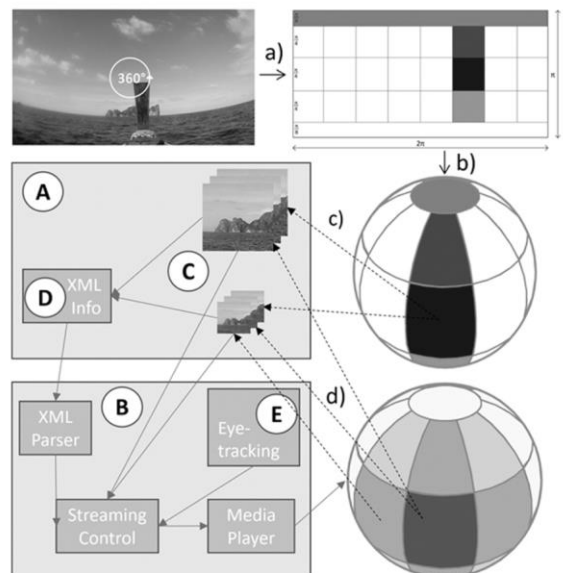 360°
a)
π
2π
b)
A
c)
C
D
XML
Info
d)
B
E
XML
Parser
Eye-
tracking
Streaming
Control
Media
Player